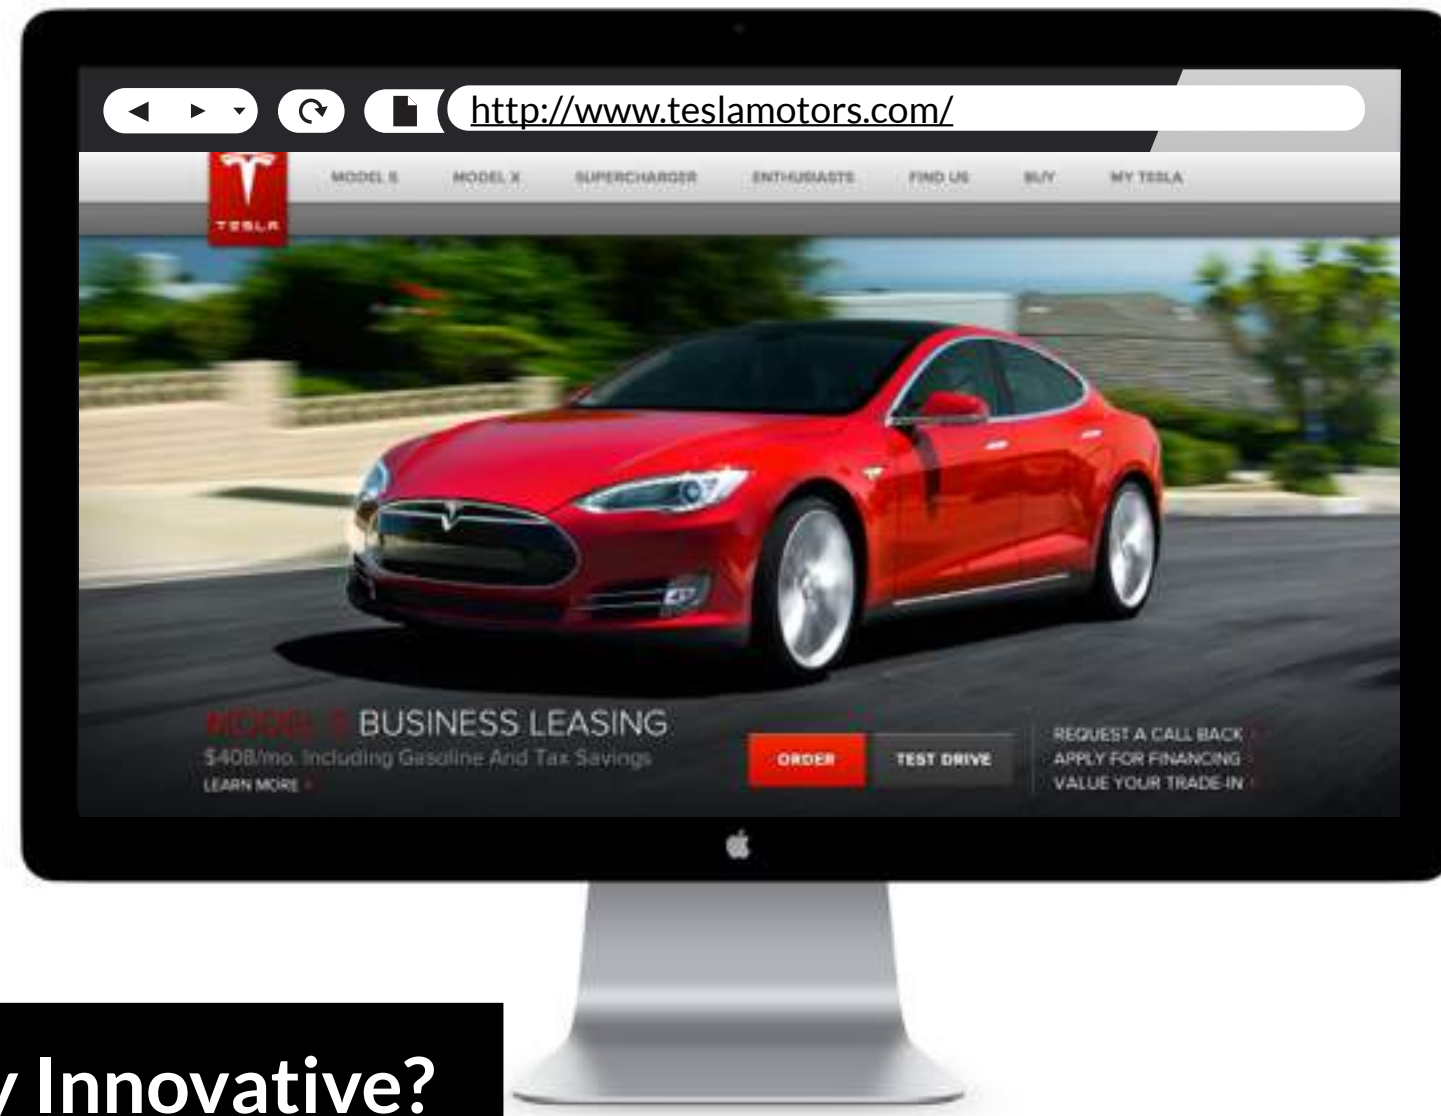 http://www.teslamotors.com/
TESLA
MODEL S
MODEL X
SUPERCHARGER
ENTHUSIASTS
FIND US
BUY
MY TESLA
MODEL S BUSINESS LEASING
$408/mo. Including Gasoline And Tax Savings
LEARN MORE
ORDER
TEST DRIVE
REQUEST A CALL BACK
APPLY FOR FINANCING
VALUE YOUR TRADE-IN
Innovative?